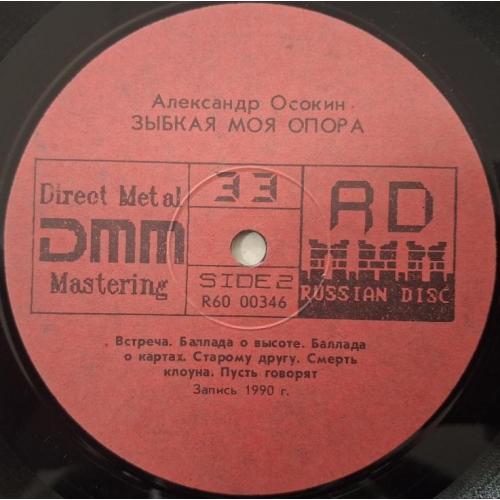 Александр Осокин
ЗЫБКАЯ МОЯ ОПОРА
Direct Metal
DMM
Mastering
33
SIDE 2
R60 00346
RD
RUSSIAN DISC
Встреча. Баллада о высоте. Баллада
о картах. Старому другу. Смерть
клоуна. Пусть говорят
Запись 1990 г.